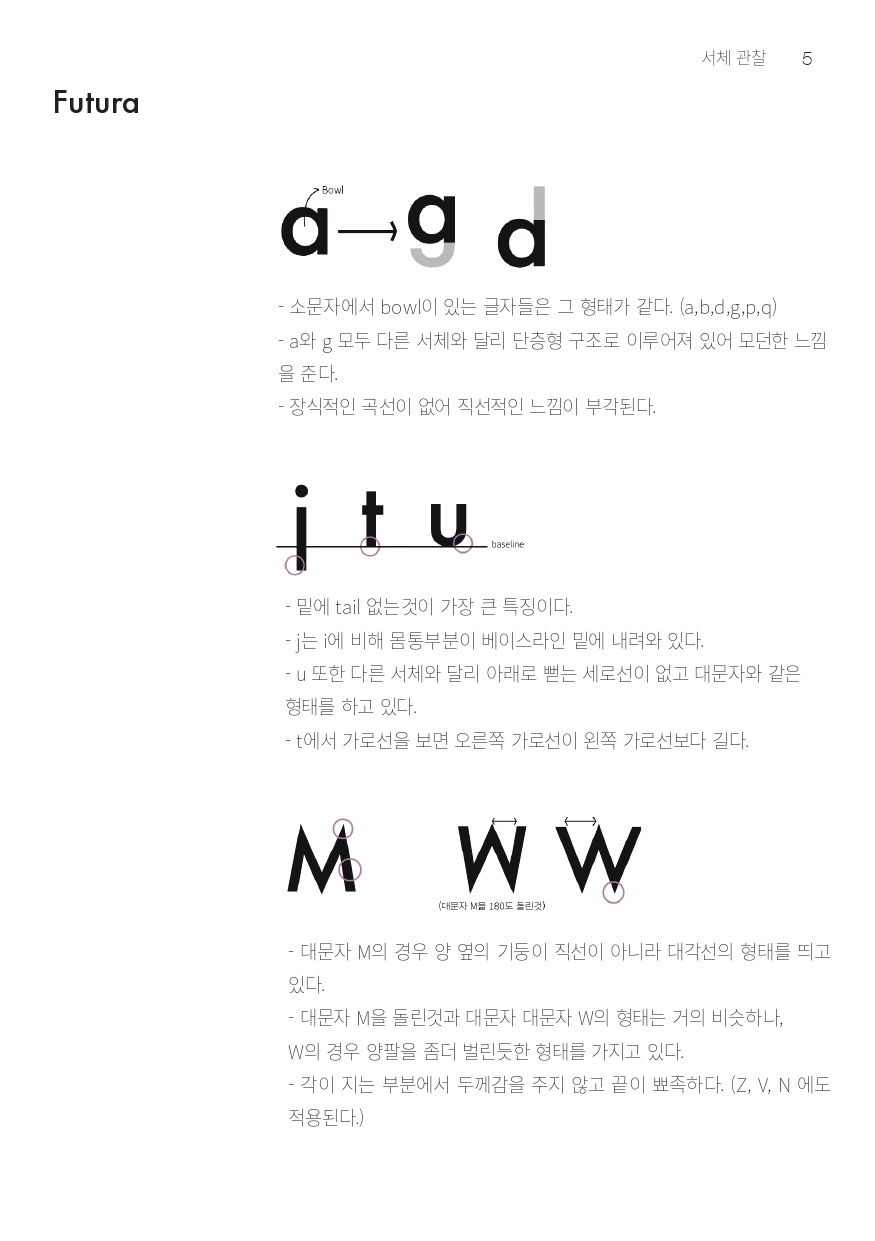 서체 관찰 5
Futura
Bowl
a g d
- 소문자에서 bowl이 있는 글자들은 그 형태가 같다. (a,b,d,g,p,q)
- a와 g 모두 다른 서체와 달리 단층형 구조로 이루어져 있어 모던한 느낌
을 준다.
- 장식적인 곡선이 없어 직선적인 느낌이 부각된다.
j t u
baseline
- 밑에 tail 없는것이 가장 큰 특징이다.
- j는 i에 비해 몸통부분이 베이스라인 밑에 내려와 있다.
- u 또한 다른 서체와 달리 아래로 뻗는 세로선이 없고 대문자와 같은
형태를 하고 있다.
- t에서 가로선을 보면 오른쪽 가로선이 왼쪽 가로선보다 길다.
M W W
(대문자 M을 180도 돌린것)
- 대문자 M의 경우 양 옆의 기둥이 직선이 아니라 대각선의 형태를 띄고
있다.
- 대문자 M을 돌린것과 대문자 대문자 W의 형태는 거의 비슷하나,
W의 경우 양팔을 좀더 벌린듯한 형태를 가지고 있다.
- 각이 지는 부분에서 두께감을 주지 않고 끝이 뾰족하다. (Z, V, N 에도
적용된다.)